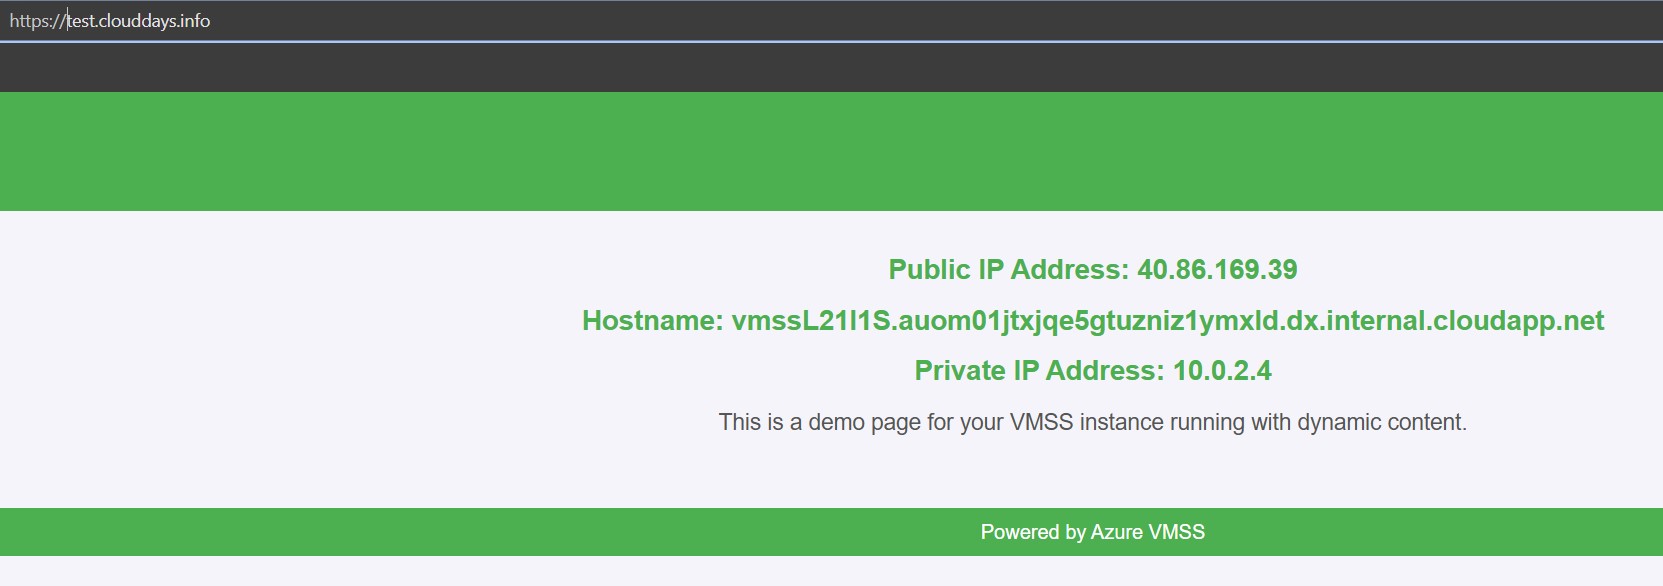 https://test.clouddays.info
Public IP Address: 40.86.169.39
Hostname: vmssL21I1S.auom01jtxjqe5gtuzniz1ymxld.dx.internal.cloudapp.net
Private IP Address: 10.0.2.4
This is a demo page for your VMSS instance running with dynamic content.
Powered by Azure VMSS